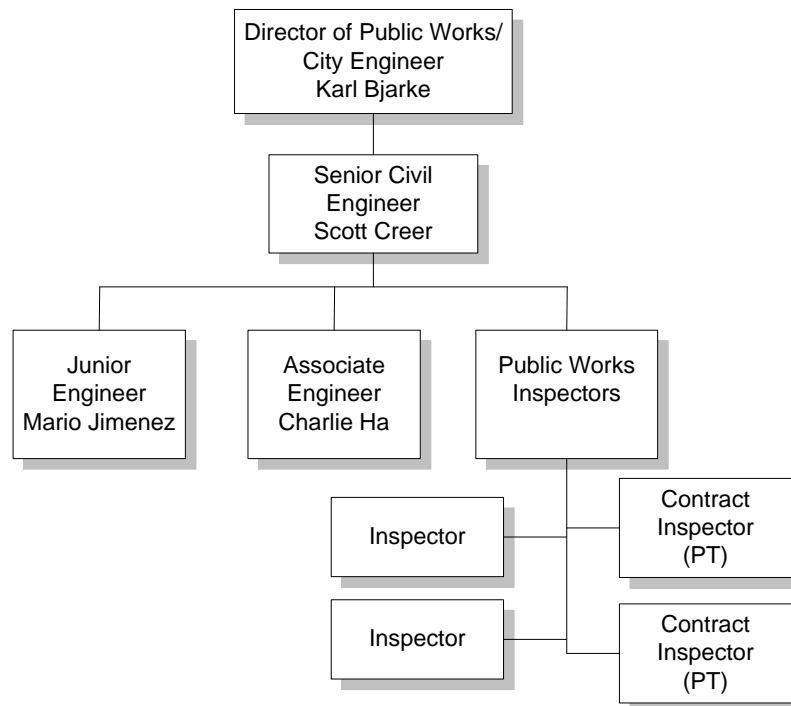 Director of Public Works/
City Engineer
Karl Bjarke
Senior Civil
Engineer
Scott Creer
Junior
Engineer
Mario Jimenez
Associate
Engineer
Charlie Ha
Public Works
Inspectors
Inspector
Contract
Inspector
(PT)
Inspector
Contract
Inspector
(PT)